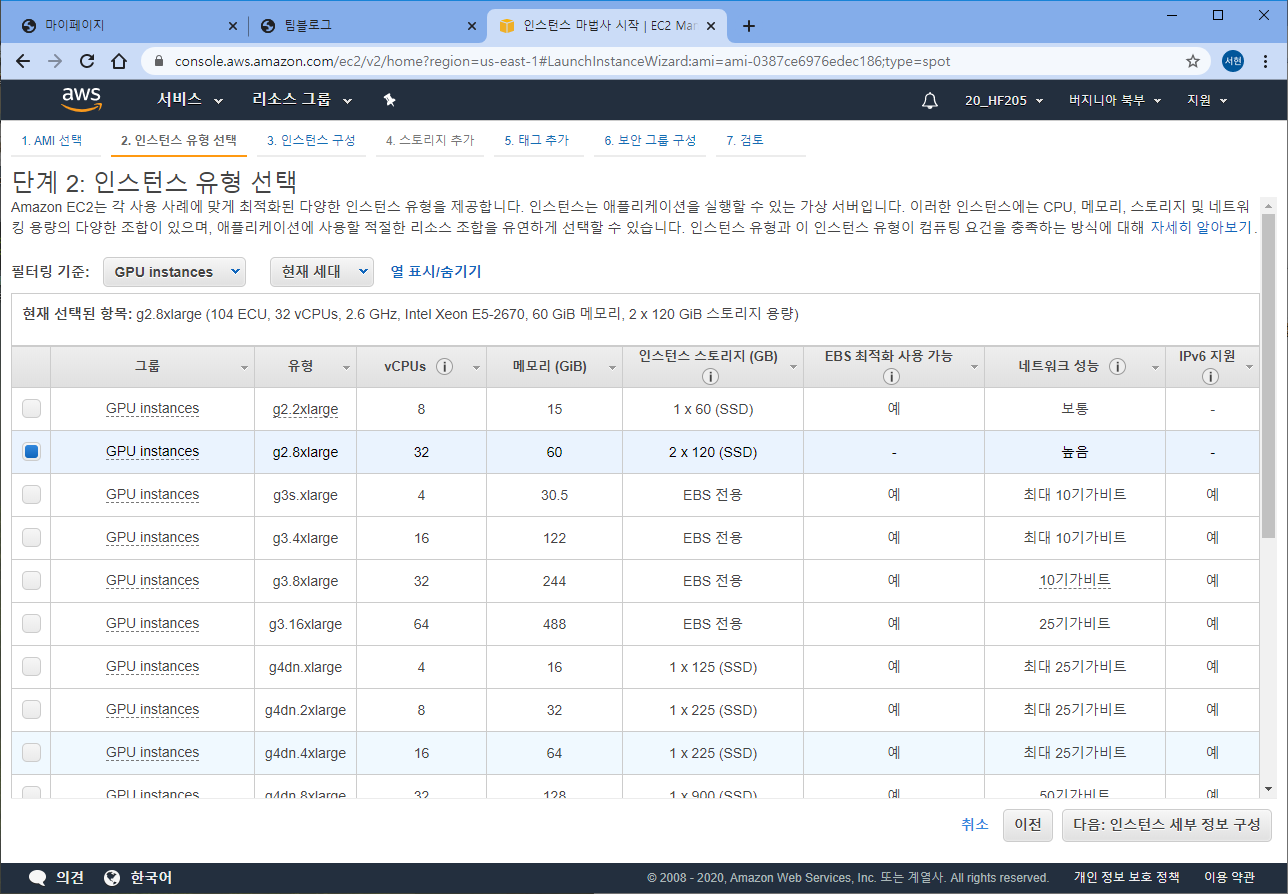 마이페이지
팀블로그
인스턴스 마법사 시작 | EC2 Mar
console.aws.amazon.com/ec2/v2/home?region=us-east-1#LaunchInstanceWizard:ami=ami-0387ce6976edec186;type=spot
서현
aws 서비스 리소스 그룹 20_HF205 버지니아 북부 지원
1. AMI 선택 2. 인스턴스 유형 선택 3. 인스턴스 구성 4. 스토리지 추가 5. 태그 추가 6. 보안 그룹 구성 7. 검토
단계 2: 인스턴스 유형 선택
Amazon EC2는 각 사용 사례에 맞게 최적화된 다양한 인스턴스 유형을 제공합니다. 인스턴스는 애플리케이션을 실행할 수 있는 가상 서버입니다. 이러한 인스턴스에는 CPU, 메모리, 스토리지 및 네트워
킹 용량의 다양한 조합이 있으며, 애플리케이션에 사용할 적절한 리소스 조합을 유연하게 선택할 수 있습니다. 인스턴스 유형과 이 인스턴스 유형이 컴퓨팅 요건을 충족하는 방식에 대해 자세히 알아보기.
필터링 기준: GPU instances 현재 세대 열 표시/숨기기
현재 선택된 항목: g2.8xlarge (104 ECU, 32 vCPUs, 2.6 GHz, Intel Xeon E5-2670, 60 GiB 메모리, 2 x 120 GiB 스토리지 용량)
그룹 유형 vCPUs 메모리 (GiB) 인스턴스 스토리지 (GB) EBS 최적화 사용 가능 네트워크 성능 IPv6 지원
GPU instances g2.2xlarge 8 15 1 x 60 (SSD) 예 보통 -
GPU instances g2.8xlarge 32 60 2 x 120 (SSD) - 높음 -
GPU instances g3s.xlarge 4 30.5 EBS 전용 예 최대 10기가비트 예
GPU instances g3.4xlarge 16 122 EBS 전용 예 최대 10기가비트 예
GPU instances g3.8xlarge 32 244 EBS 전용 예 10기가비트 예
GPU instances g3.16xlarge 64 488 EBS 전용 예 25기가비트 예
GPU instances g4dn.xlarge 4 16 1 x 125 (SSD) 예 최대 25기가비트 예
GPU instances g4dn.2xlarge 8 32 1 x 225 (SSD) 예 최대 25기가비트 예
GPU instances g4dn.4xlarge 16 64 1 x 225 (SSD) 예 최대 25기가비트 예
GPU instances g4dn.8xlarge 32 128 1 x 900 (SSD) 예 50기가비트 예
취소 이전 다음: 인스턴스 세부 정보 구성
의견 한국어 © 2008 - 2020, Amazon Web Services, Inc. 또는 계열사. All rights reserved. 개인 정보 보호 정책 이용 약관